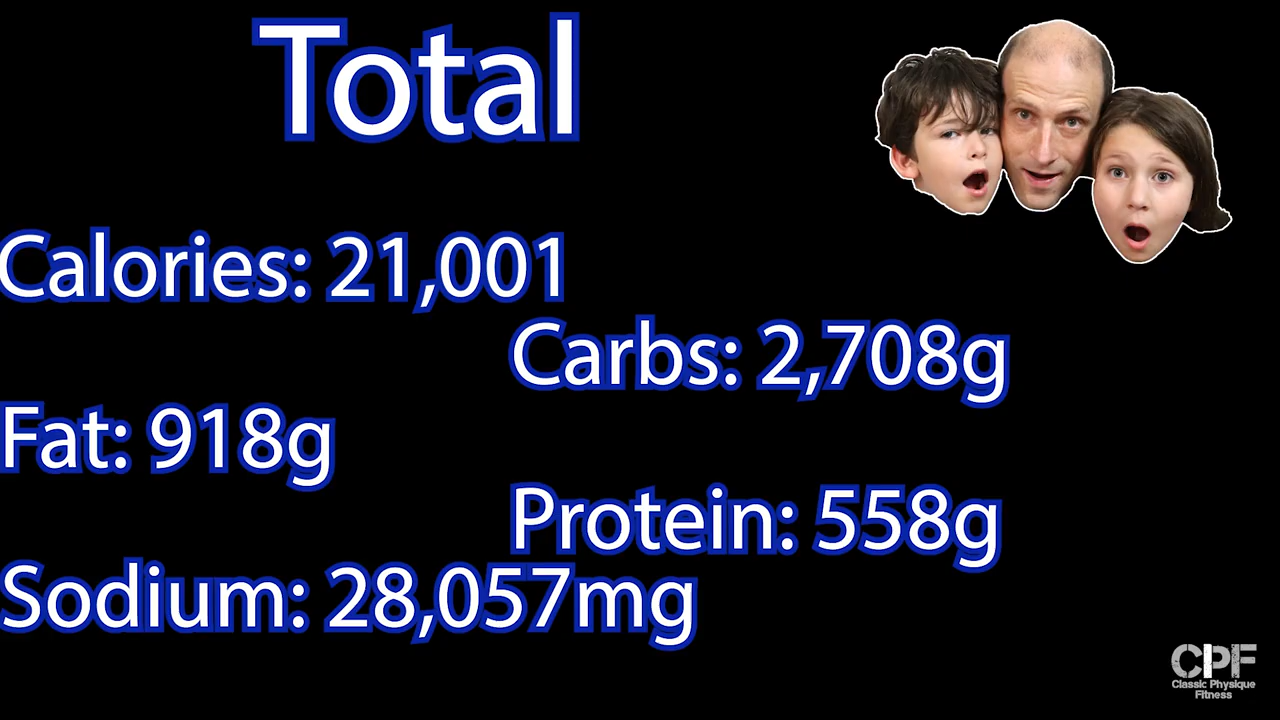 Total
Calories: 21,001
Carbs: 2,708g
Fat: 918g
Protein: 558g
Sodium: 28,057mg
CPF
Classic Physique
Fitness